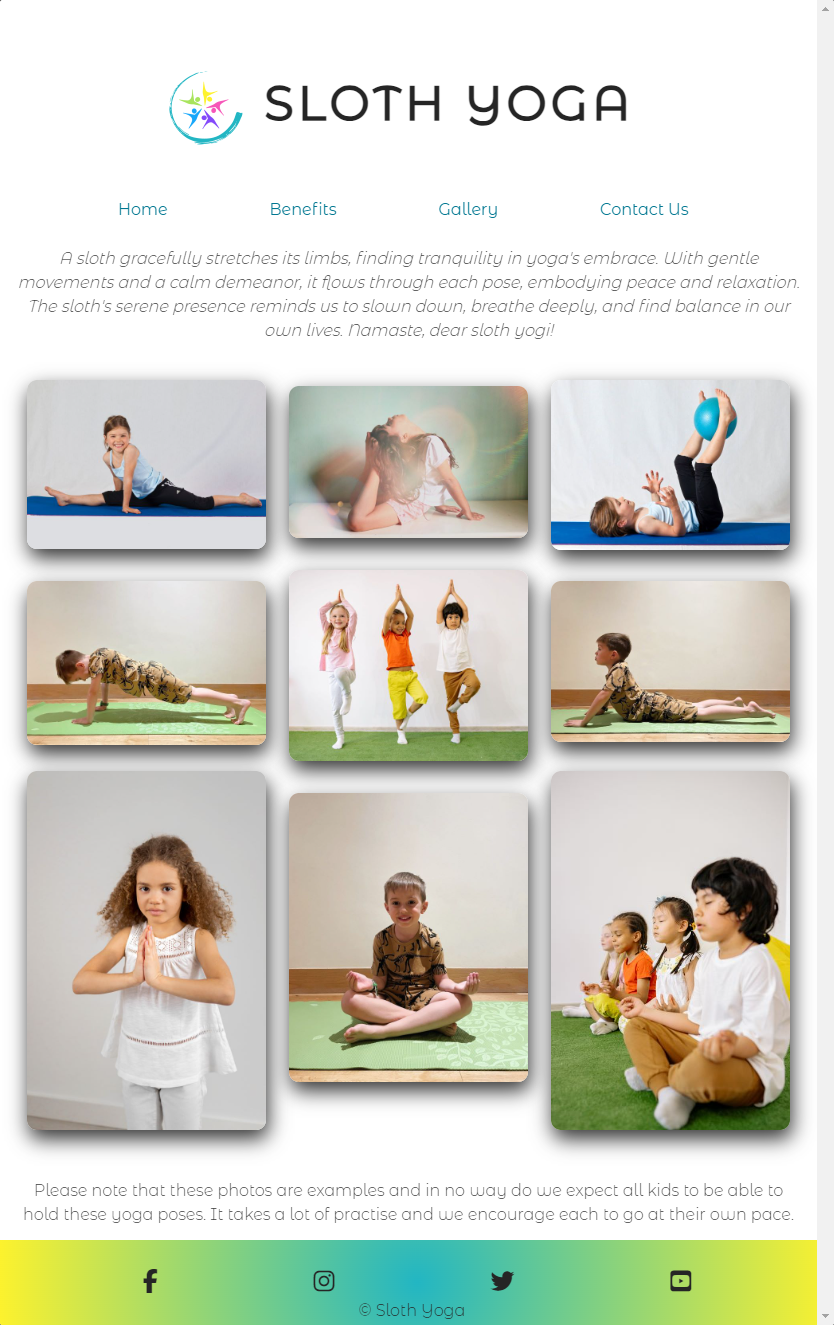 SLOTH YOGA
Home Benefits Gallery Contact Us
A sloth gracefully stretches its limbs, finding tranquility in yoga's embrace. With gentle
movements and a calm demeanor, it flows through each pose, embodying peace and relaxation.
The sloth's serene presence reminds us to slown down, breathe deeply, and find balance in our
own lives. Namaste, dear sloth yogi!
Please note that these photos are examples and in no way do we expect all kids to be able to
hold these yoga poses. It takes a lot of practise and we encourage each to go at their own pace.
© Sloth Yoga